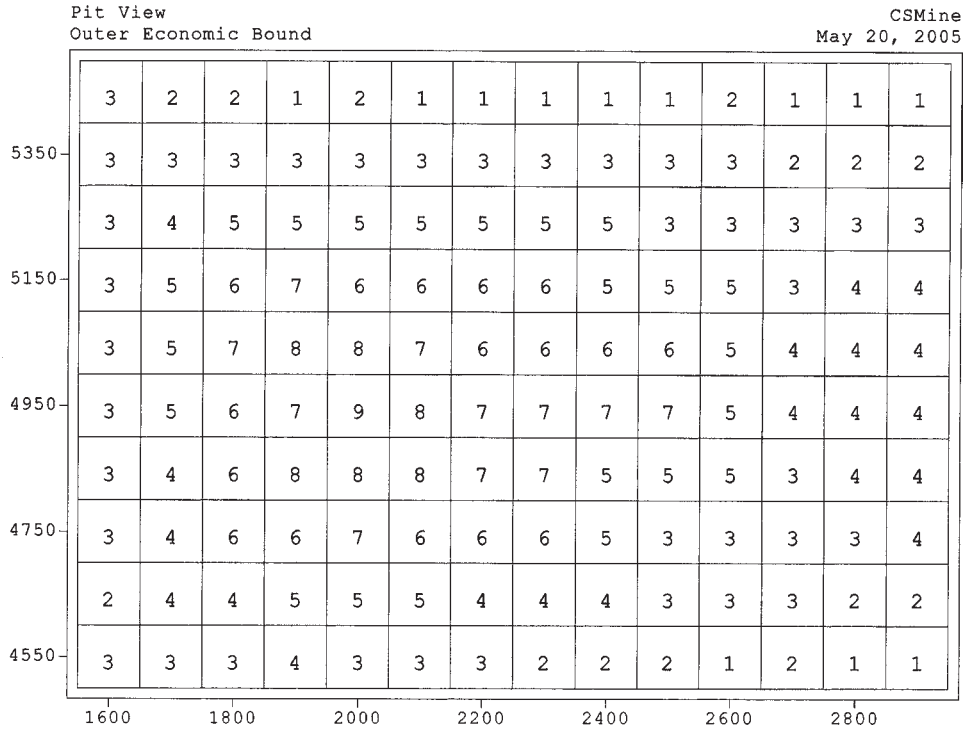 Pit View CSMine
Outer Economic Bound May 20, 2005
3 2 2 1 2 1 1 1 1 1 2 1 1 1
5350 3 3 3 3 3 3 3 3 3 3 3 2 2 2
3 4 5 5 5 5 5 5 5 3 3 3 3 3
5150 3 5 6 7 6 6 6 6 5 5 5 3 4 4
3 5 7 8 8 7 6 6 6 6 5 4 4 4
4950 3 5 6 7 9 8 7 7 7 7 5 4 4 4
3 4 6 8 8 8 7 7 5 5 5 3 4 4
4750 3 4 6 6 7 6 6 6 5 3 3 3 3 4
2 4 4 5 5 5 4 4 4 3 3 3 2 2
4550 3 3 3 4 3 3 3 2 2 2 1 2 1 1
1600 1800 2000 2200 2400 2600 2800